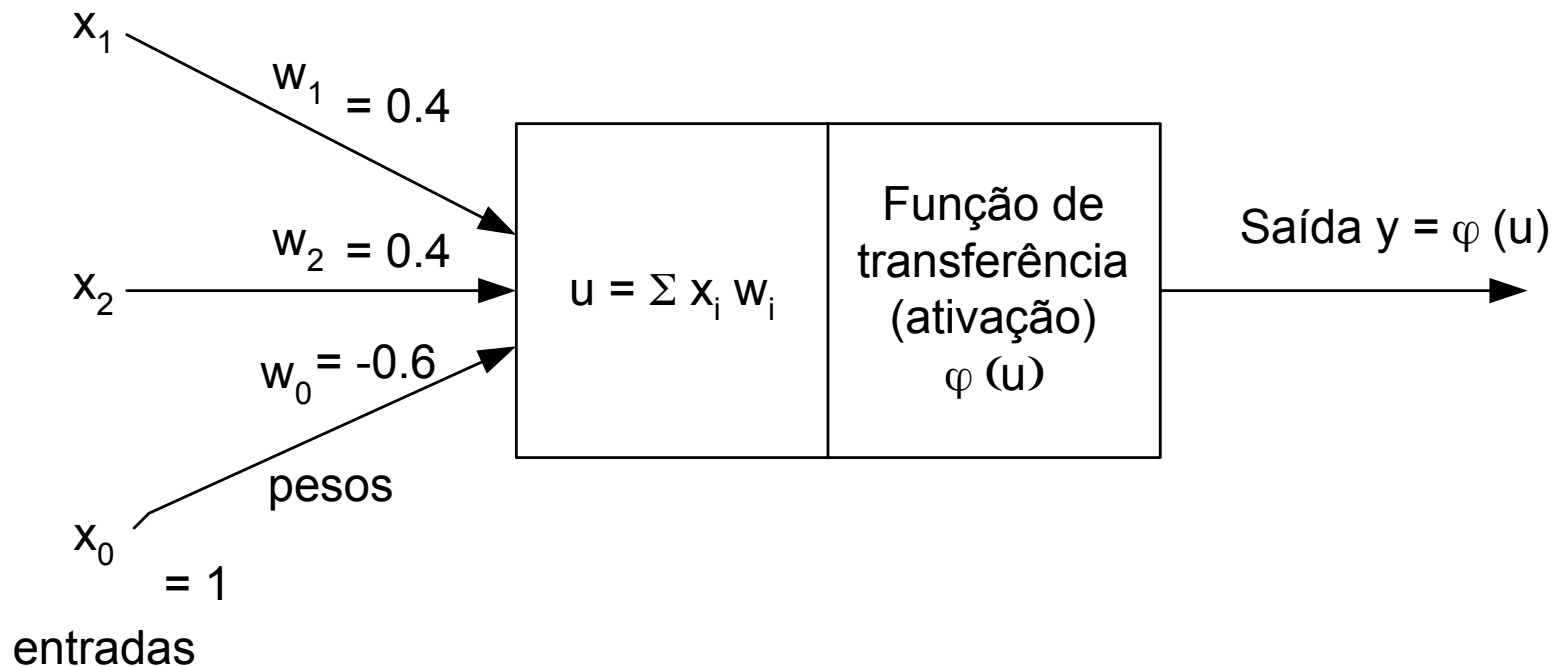 x1
w1 = 0.4
w2 = 0.4
x2
w0 = -0.6
pesos
x0
= 1
entradas
u = Σ xi wi
Função de
transferência
(ativação)
φ (u)
Saída y = φ (u)